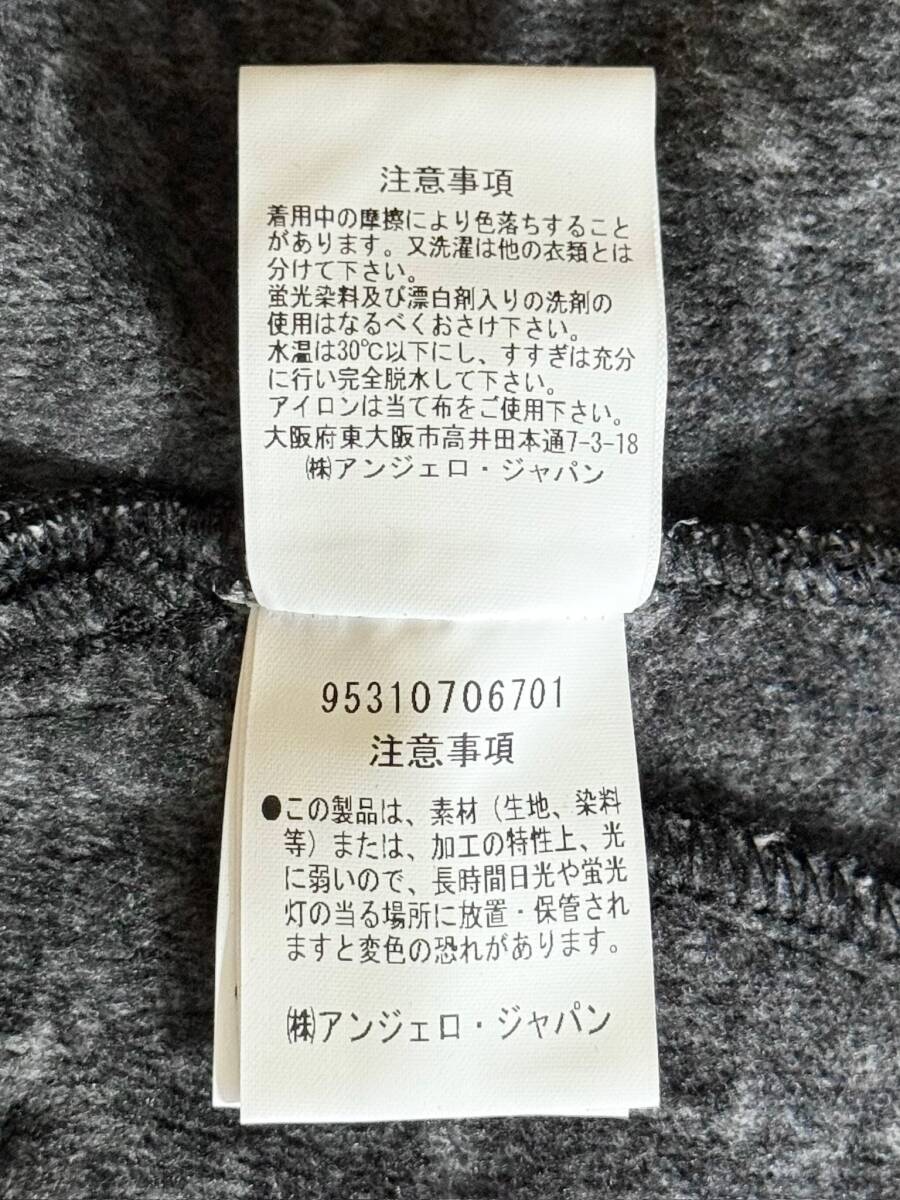 注意事項
着用中の摩擦により色落ちすること
があります。又洗濯は他の衣類とは
分けて下さい。
蛍光染料及び漂白剤入りの洗剤の
使用はなるべくおさけ下さい。
水温は30℃以下にし、すすぎは充分
に行い完全脱水して下さい。
アイロンは当て布をご使用下さい。
大阪府東大阪市高井田本通7-3-18
㈱アンジェロ・ジャパン
95310706701
注意事項
●この製品は、素材（生地、染料
等）または、加工の特性上、光
に弱いので、長時間日光や蛍光
灯の当る場所に放置・保管され
ますと変色の恐れがあります。
㈱アンジェロ・ジャパン